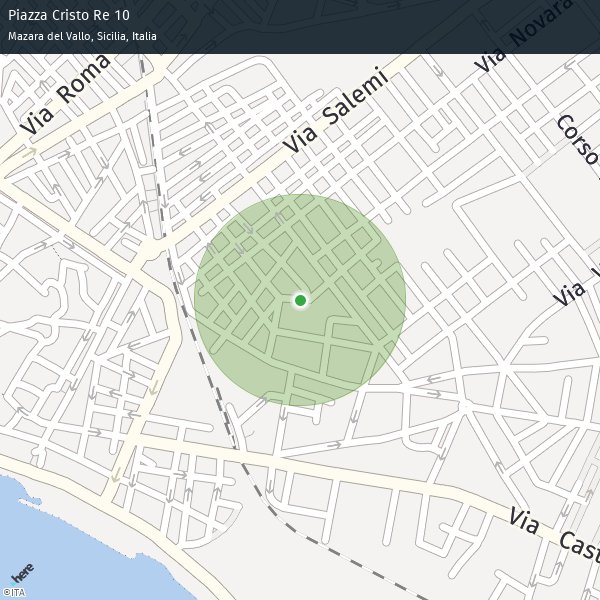 Piazza Cristo Re 10
Mazara del Vallo, Sicilia, Italia
Via Novara
Via Roma
Via Salemi
Corso
Via
Via Cast
here
©ITA